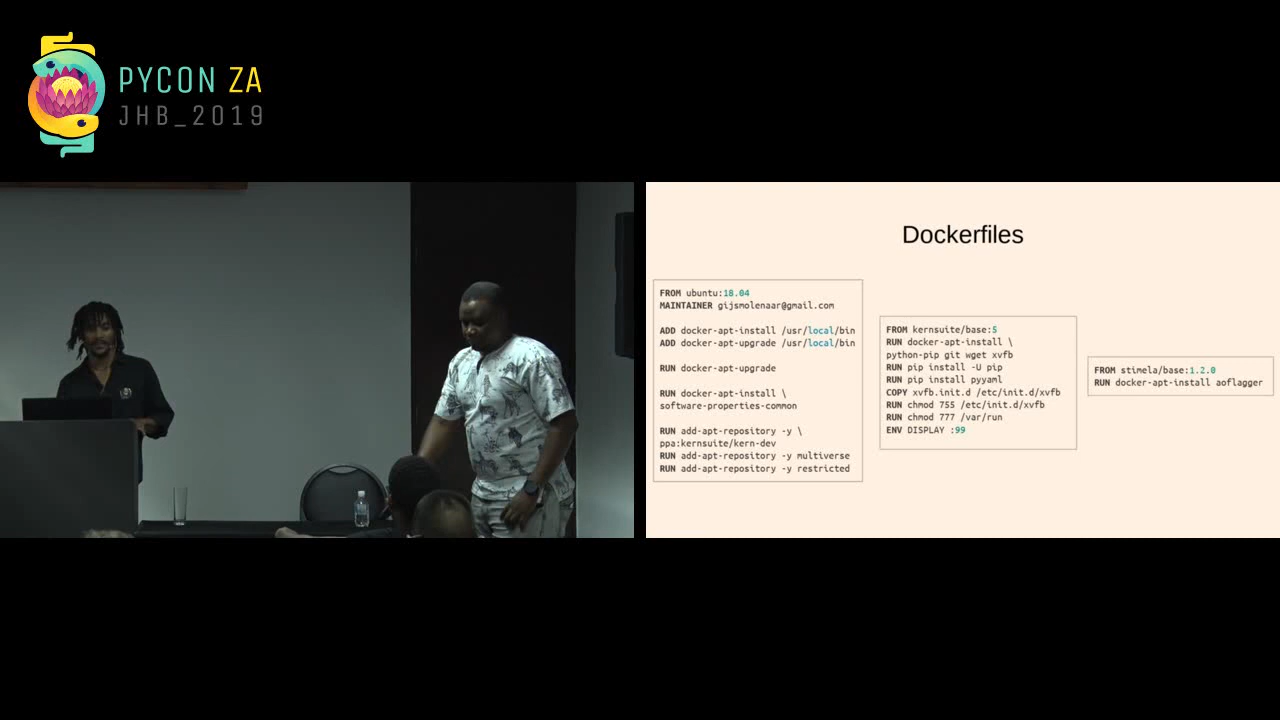 PYCON ZA
JHB_2019
Dockerfiles
FROM ubuntu:18.04
MAINTAINER gijsmolenaar@gmail.com
ADD docker-apt-install /usr/local/bin
ADD docker-apt-upgrade /usr/local/bin
RUN docker-apt-upgrade
RUN docker-apt-install \
software-properties-common
RUN add-apt-repository -y \
ppa:kernsuite/kern-dev
RUN add-apt-repository -y multiverse
RUN add-apt-repository -y restricted
FROM kernsuite/base:5
RUN docker-apt-install \
python-pip git wget xvfb
RUN pip install -U pip
RUN pip install pyyaml
COPY xvfb.init.d /etc/init.d/xvfb
RUN chmod 755 /etc/init.d/xvfb
RUN chmod 777 /var/run
ENV DISPLAY :99
FROM stimela/base:1.2.0
RUN docker-apt-install aoflagger